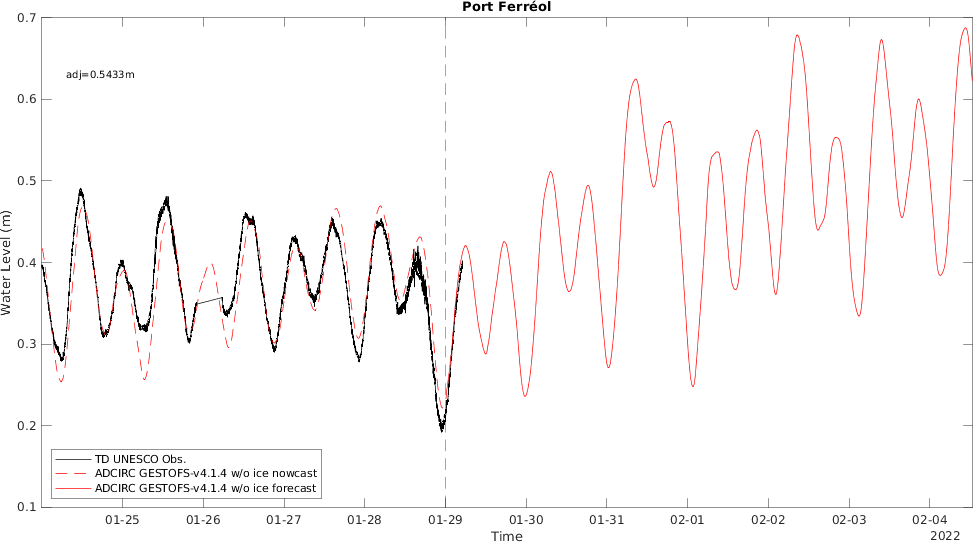 Port Ferréol
adj=0.5433m
Water Level (m)
0.7
0.6
0.5
0.4
0.3
0.2
0.1
TD UNESCO Obs.
ADCIRC GESTOFS-v4.1.4 w/o ice nowcast
ADCIRC GESTOFS-v4.1.4 w/o ice forecast
01-25 01-26 01-27 01-28 01-29 01-30 01-31 02-01 02-02 02-03 02-04
Time
2022